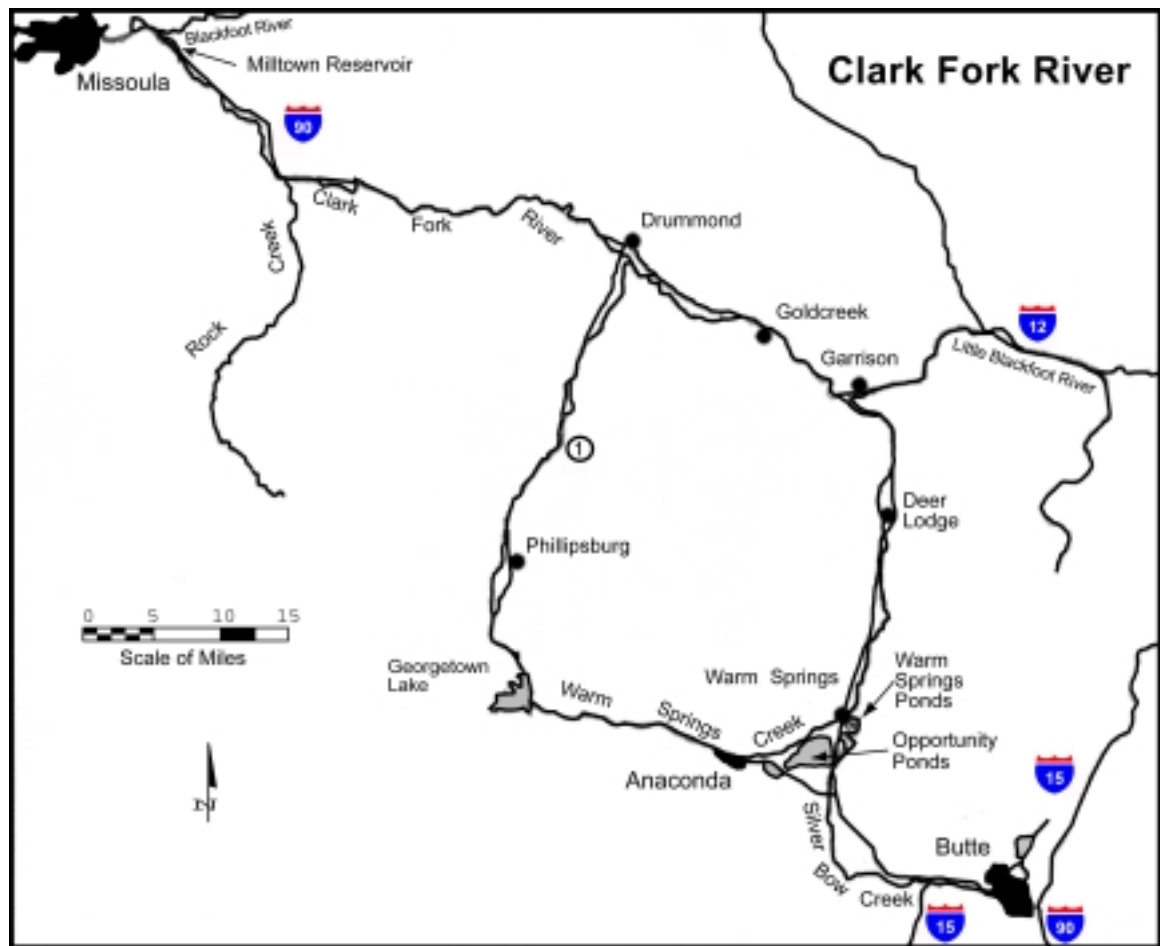 Blackfoot River
Milltown Reservoir
Missoula
Clark Fork River
90
Clark
Fork
River
Drummond
Creek
Rock
Goldcreek
12
Garrison
Little Blackfoot River
1
Deer
Lodge
Phillipsburg
0 5 10 15
Scale of Miles
Georgetown
Lake
Warm Springs
Warm
Springs
Ponds
Warm
Springs
Creek
Opportunity
Ponds
Anaconda
15
N
Silver
Bow
Creek
Butte
15
90